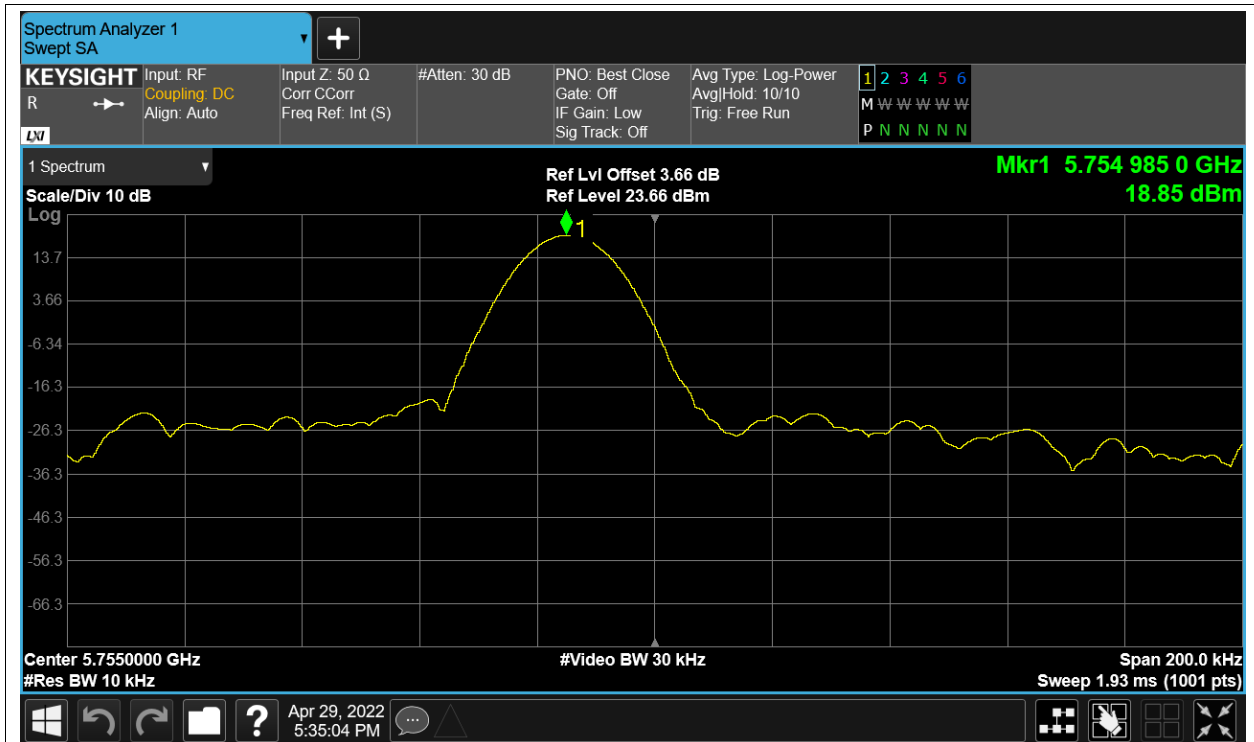 Spectrum Analyzer 1
Swept SA
KEYSIGHT
R
LXI
Input: RF
Coupling: DC
Align: Auto
Input Z: 50 Ω
Corr CCorr
Freq Ref: Int (S)
#Atten: 30 dB
PNO: Best Close
Gate: Off
IF Gain: Low
Sig Track: Off
Avg Type: Log-Power
Avg|Hold: 10/10
Trig: Free Run
1 2 3 4 5 6
M W W W W W
P N N N N N
1 Spectrum
Scale/Div 10 dB
Log
Ref Lvl Offset 3.66 dB
Ref Level 23.66 dBm
Mkr1 5.754 985 0 GHz
18.85 dBm
1
13.7
3.66
-6.34
-16.3
-26.3
-36.3
-46.3
-56.3
-66.3
Center 5.7550000 GHz
#Res BW 10 kHz
#Video BW 30 kHz
Span 200.0 kHz
Sweep 1.93 ms (1001 pts)
?
Apr 29, 2022
5:35:04 PM